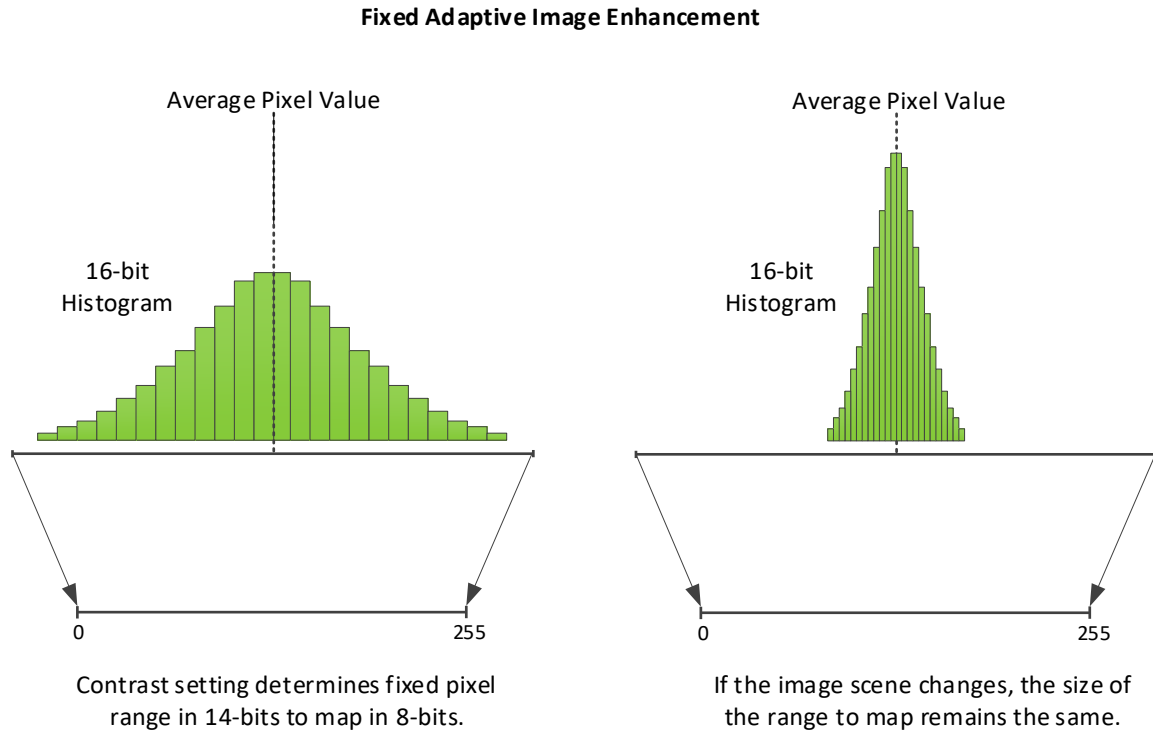 Fixed Adaptive Image Enhancement
Average Pixel Value
16-bit
Histogram
0
255
Contrast setting determines fixed pixel
range in 14-bits to map in 8-bits.
Average Pixel Value
16-bit
Histogram
0
255
If the image scene changes, the size of
the range to map remains the same.